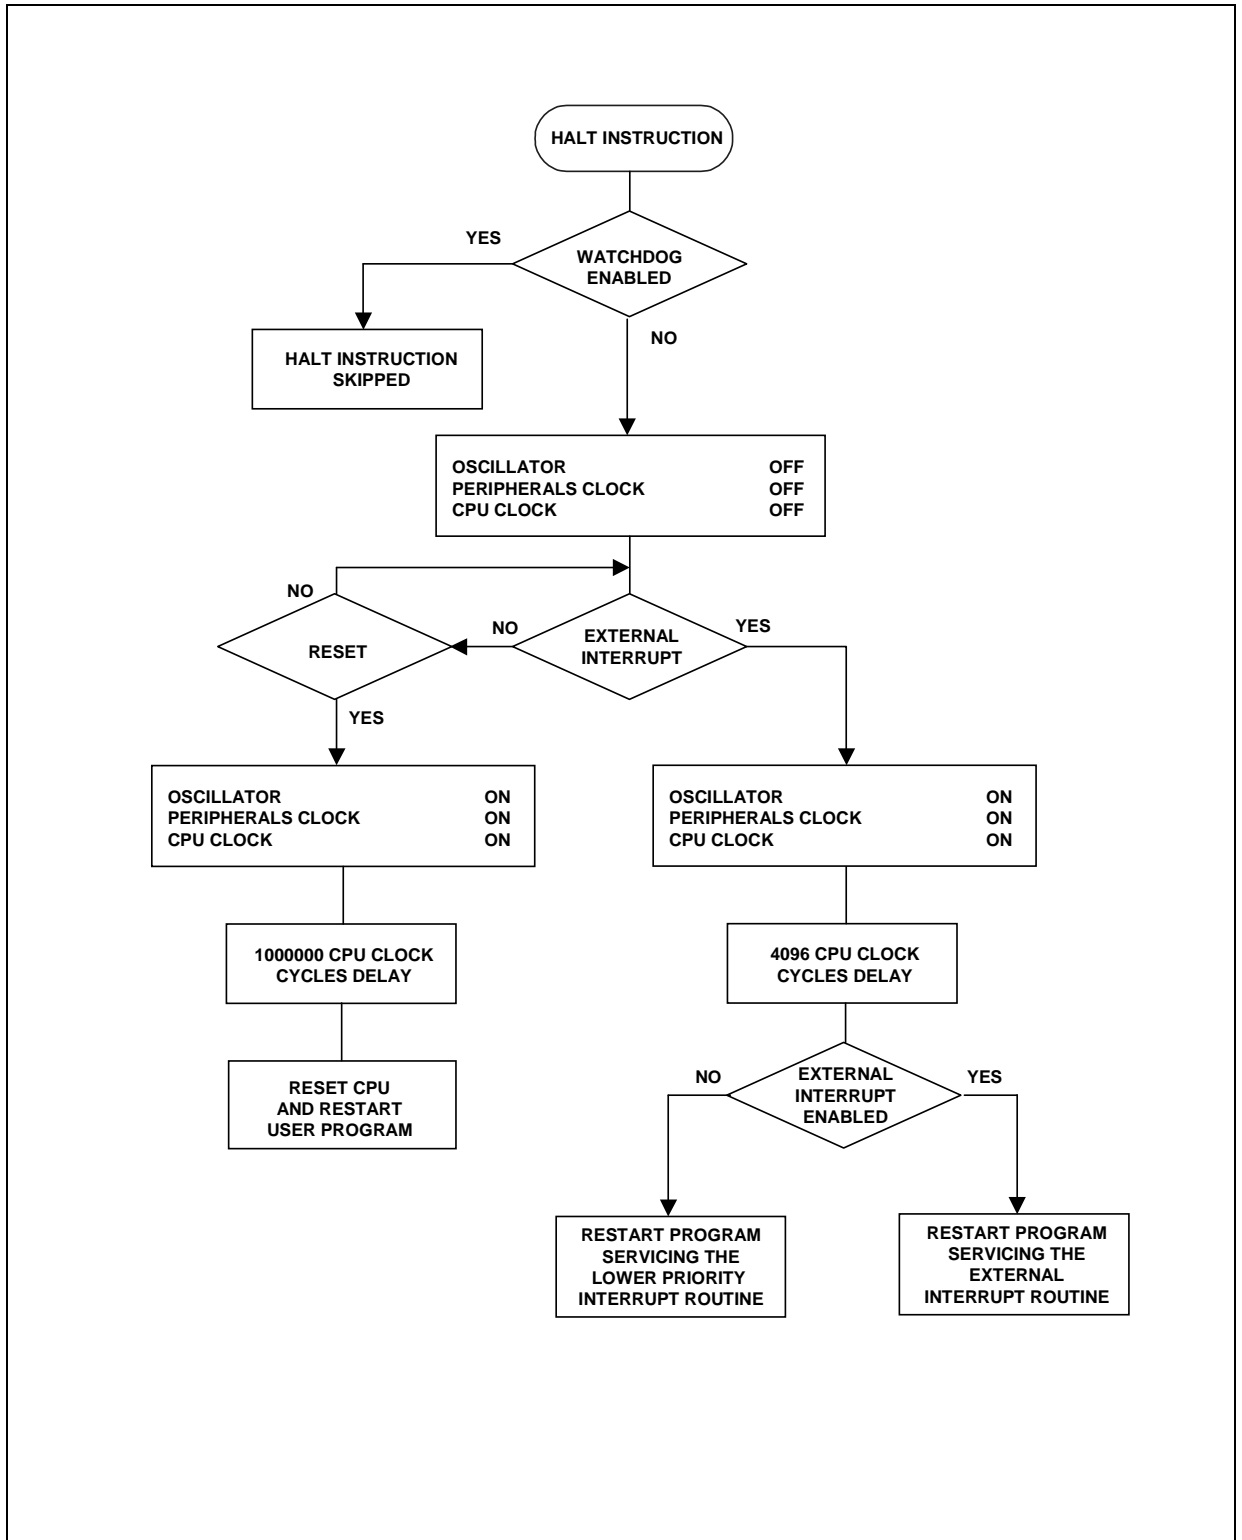 HALT INSTRUCTION
YES
WATCHDOG
ENABLED
NO
HALT INSTRUCTION
SKIPPED
OSCILLATOR OFF
PERIPHERALS CLOCK OFF
CPU CLOCK OFF
NO
NO
YES
RESET
EXTERNAL
INTERRUPT
YES
OSCILLATOR ON
PERIPHERALS CLOCK ON
CPU CLOCK ON
OSCILLATOR ON
PERIPHERALS CLOCK ON
CPU CLOCK ON
1000000 CPU CLOCK
CYCLES DELAY
4096 CPU CLOCK
CYCLES DELAY
RESET CPU
AND RESTART
USER PROGRAM
NO
EXTERNAL
INTERRUPT
ENABLED
YES
RESTART PROGRAM
SERVICING THE
LOWER PRIORITY
INTERRUPT ROUTINE
RESTART PROGRAM
SERVICING THE
EXTERNAL
INTERRUPT ROUTINE